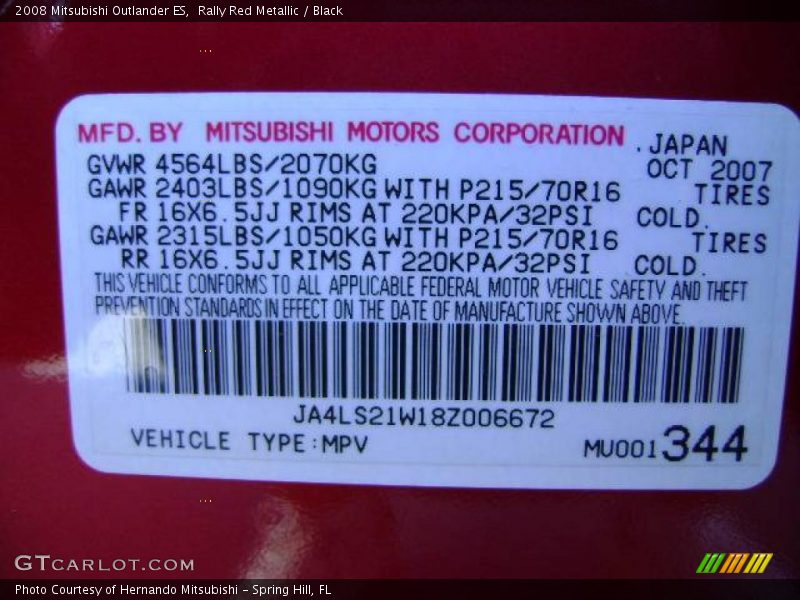 2008 Mitsubishi Outlander ES, Rally Red Metallic / Black
MFD. BY MITSUBISHI MOTORS CORPORATION . JAPAN
GVWR 4564LBS/2070KG OCT 2007
GAWR 2403LBS/1090KG WITH P215/70R16 TIRES
FR 16X6.5JJ RIMS AT 220KPA/32PSI COLD.
GAWR 2315LBS/1050KG WITH P215/70R16 TIRES
RR 16X6.5JJ RIMS AT 220KPA/32PSI COLD.
THIS VEHICLE CONFORMS TO ALL APPLICABLE FEDERAL MOTOR VEHICLE SAFETY AND THEFT
PREVENTION STANDARDS IN EFFECT ON THE DATE OF MANUFACTURE SHOWN ABOVE.
JA4LS21W18Z006672
VEHICLE TYPE:MPV MU001344
GTCARLOT.COM
Photo Courtesy of Hernando Mitsubishi - Spring Hill, FL